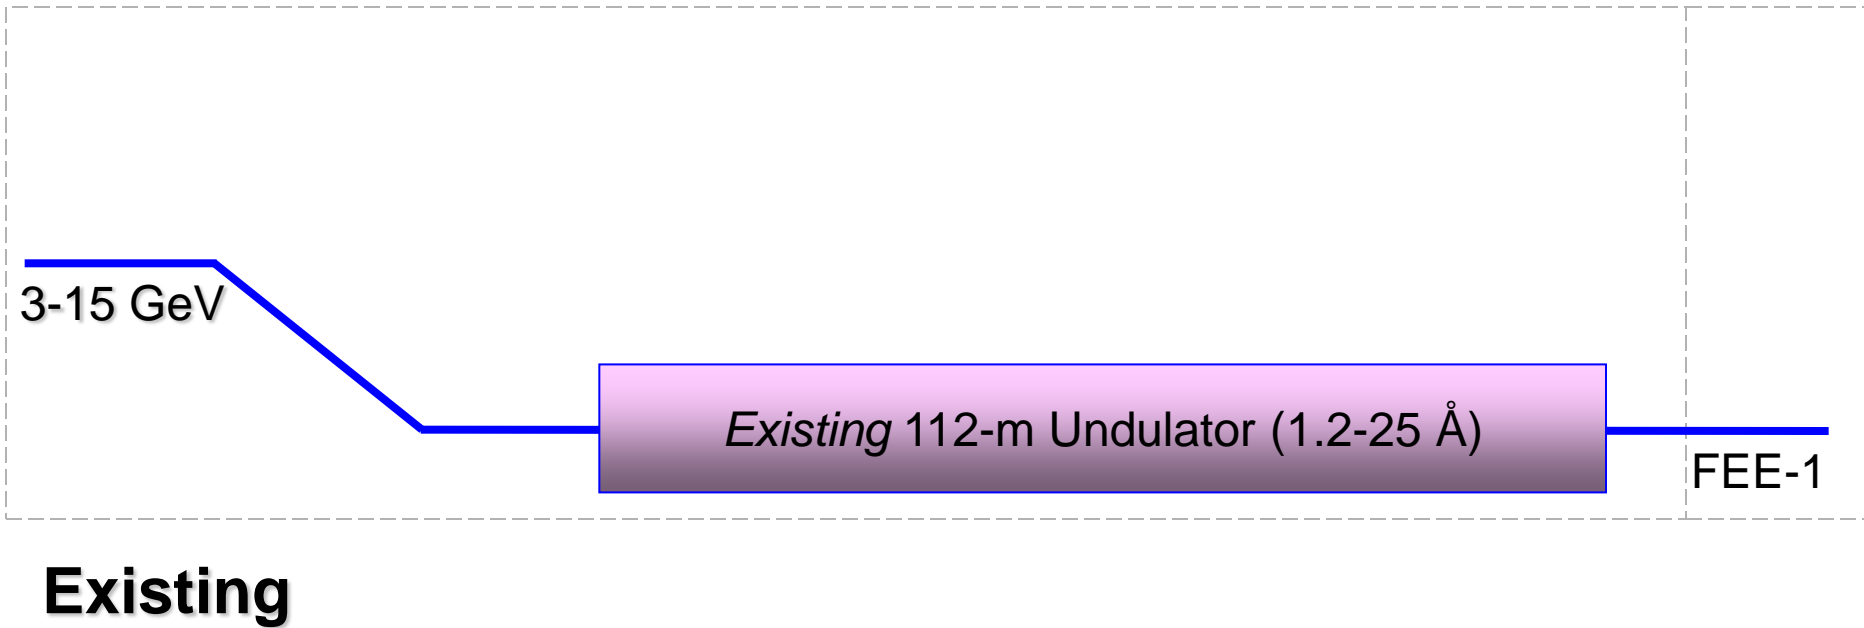 3-15 GeV
Existing 112-m Undulator (1.2-25 Å)
FEE-1
Existing